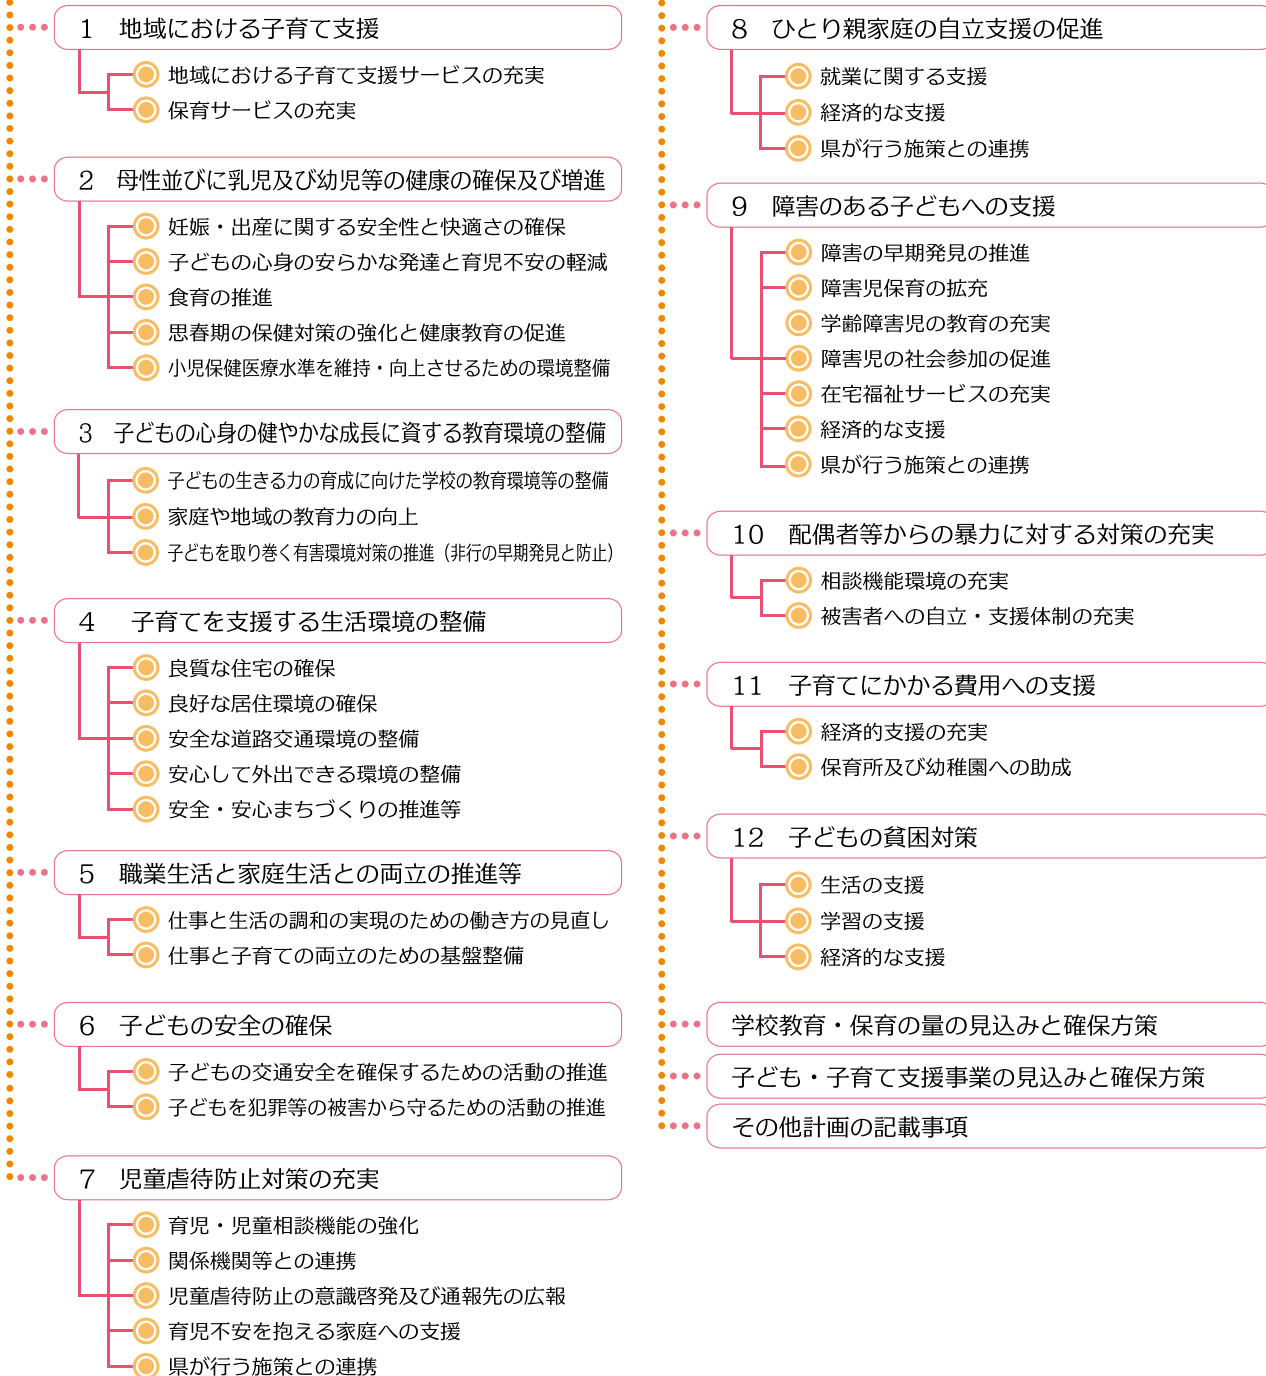 1 地域における子育て支援
地域における子育て支援サービスの充実
保育サービスの充実
2 母性並びに乳児及び幼児等の健康の確保及び増進
妊娠・出産に関する安全性と快適さの確保
子どもの心身の安らかな発達と育児不安の軽減
食育の推進
思春期の保健対策の強化と健康教育の促進
小児保健医療水準を維持・向上させるための環境整備
3 子どもの心身の健やかな成長に資する教育環境の整備
子どもの生きる力の育成に向けた学校の教育環境等の整備
家庭や地域の教育力の向上
子どもを取り巻く有害環境対策の推進（非行の早期発見と防止）
4 子育てを支援する生活環境の整備
良質な住宅の確保
良好な居住環境の確保
安全な道路交通環境の整備
安心して外出できる環境の整備
安全・安心まちづくりの推進等
5 職業生活と家庭生活との両立の推進等
仕事と生活の調和の実現のための働き方の見直し
仕事と子育ての両立のための基盤整備
6 子どもの安全の確保
子どもの交通安全を確保するための活動の推進
子どもを犯罪等の被害から守るための活動の推進
7 児童虐待防止対策の充実
育児・児童相談機能の強化
関係機関等との連携
児童虐待防止の意識啓発及び通報先の広報
育児不安を抱える家庭への支援
県が行う施策との連携
8 ひとり親家庭の自立支援の促進
就業に関する支援
経済的な支援
県が行う施策との連携
9 障害のある子どもへの支援
障害の早期発見の推進
障害児保育の拡充
学齢障害児の教育の充実
障害児の社会参加の促進
在宅福祉サービスの充実
経済的な支援
県が行う施策との連携
10 配偶者等からの暴力に対する対策の充実
相談機能環境の充実
被害者への自立・支援体制の充実
11 子育てにかかる費用への支援
経済的支援の充実
保育所及び幼稚園への助成
12 子どもの貧困対策
生活の支援
学習の支援
経済的な支援
学校教育・保育の量の見込みと確保方策
子ども・子育て支援事業の見込みと確保方策
その他計画の記載事項